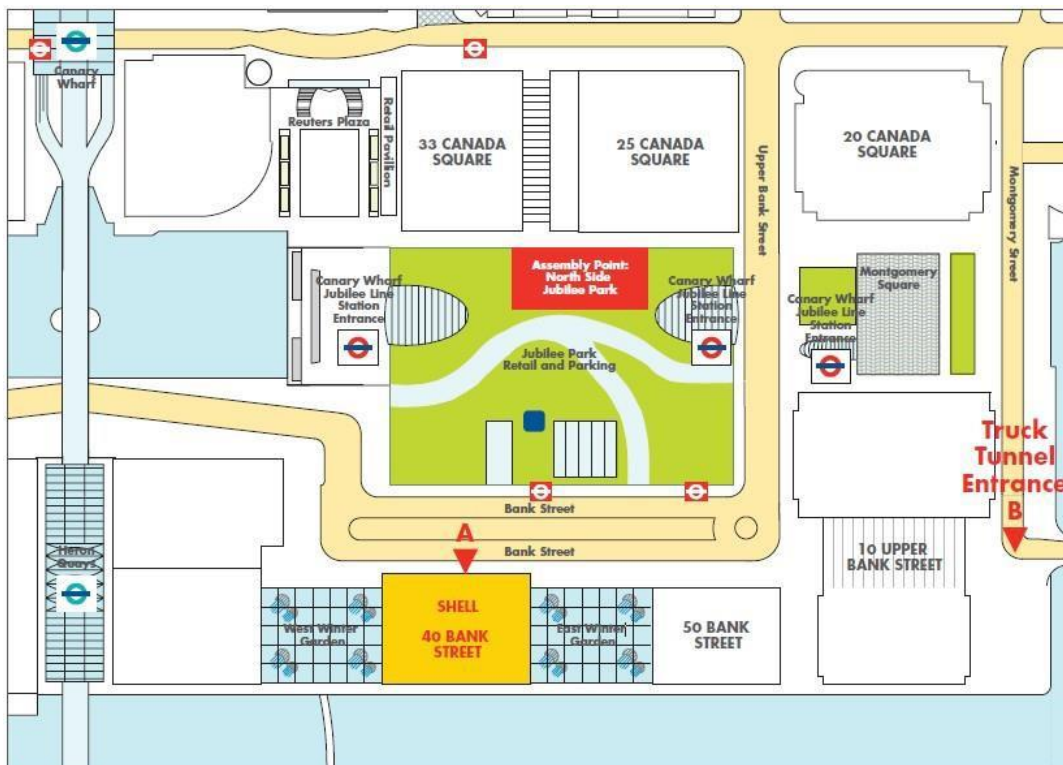 Canary
Wharf
Reuters Plaza
Retail Pavillion
33 CANADA
SQUARE
25 CANADA
SQUARE
Upper Bank Street
20 CANADA
SQUARE
Montgomery Street
Assembly Point:
North Side
Jubilee Park
Canary Wharf
Jubilee Line
Station
Entrance
Canary Wharf
Jubilee Line
Station
Entrance
Canary Wharf
Jubilee Line
Station
Entrance
Montgomery
Square
Jubilee Park
Retail and Parking
Truck
Tunnel
Entrance
B
Bank Street
A
Bank Street
Heron
Quays
10 UPPER
BANK STREET
SHELL
40 BANK
STREET
West Winter
Garden
East Winter
Garden
50 BANK
STREET